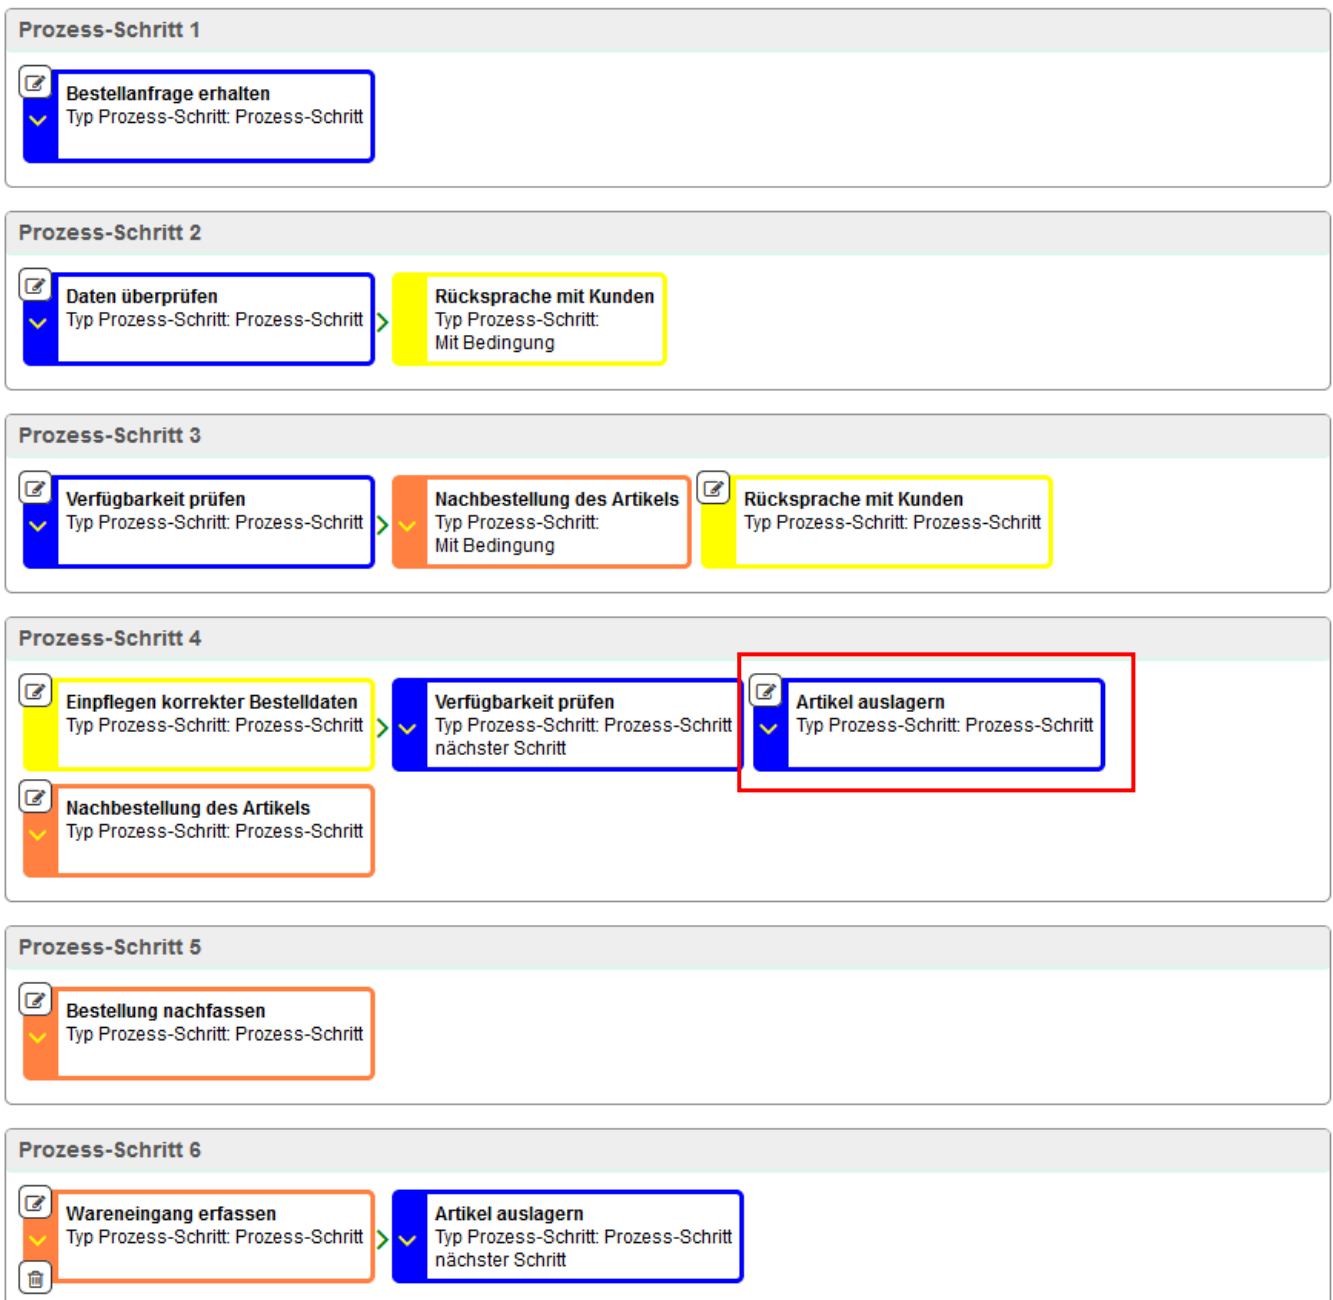 Prozess-Schritt 1
Bestellanfrage erhalten
Typ Prozess-Schritt: Prozess-Schritt
Prozess-Schritt 2
Daten überprüfen
Typ Prozess-Schritt: Prozess-Schritt
Rücksprache mit Kunden
Typ Prozess-Schritt:
Mit Bedingung
Prozess-Schritt 3
Verfügbarkeit prüfen
Typ Prozess-Schritt: Prozess-Schritt
Nachbestellung des Artikels
Typ Prozess-Schritt:
Mit Bedingung
Rücksprache mit Kunden
Typ Prozess-Schritt: Prozess-Schritt
Prozess-Schritt 4
Einpflegen korrekter Bestelldaten
Typ Prozess-Schritt: Prozess-Schritt
Verfügbarkeit prüfen
Typ Prozess-Schritt: Prozess-Schritt
nächster Schritt
Artikel auslagern
Typ Prozess-Schritt: Prozess-Schritt
Nachbestellung des Artikels
Typ Prozess-Schritt: Prozess-Schritt
Prozess-Schritt 5
Bestellung nachfassen
Typ Prozess-Schritt: Prozess-Schritt
Prozess-Schritt 6
Wareneingang erfassen
Typ Prozess-Schritt: Prozess-Schritt
Artikel auslagern
Typ Prozess-Schritt: Prozess-Schritt
nächster Schritt